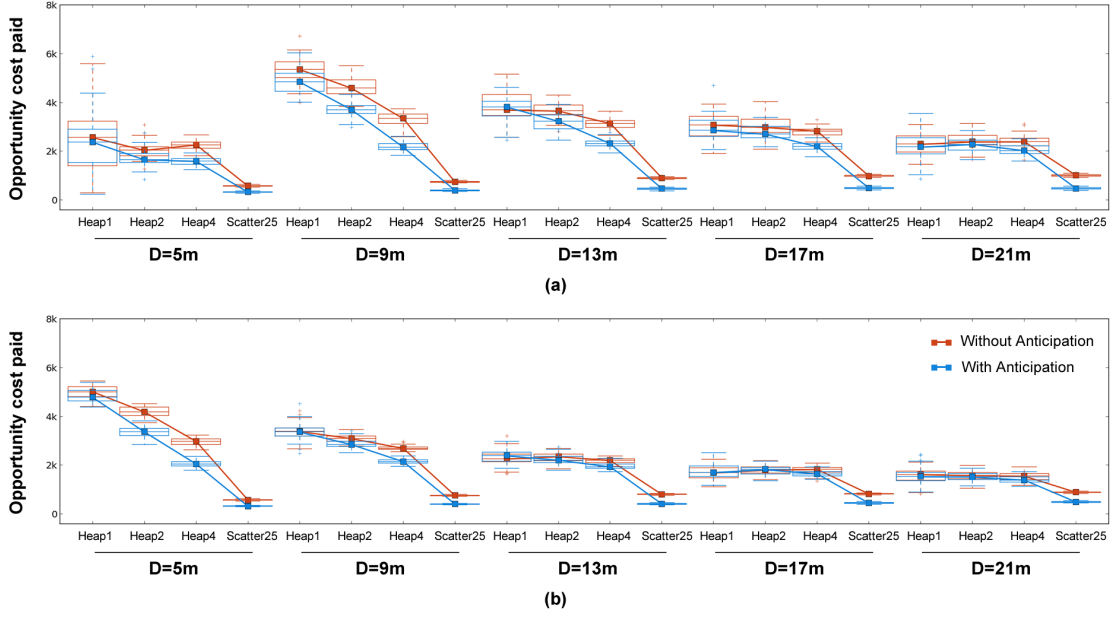 Opportunity cost paid
8k
6k
4k
2k
0
Heap1 Heap2 Heap4 Scatter25 Heap1 Heap2 Heap4 Scatter25 Heap1 Heap2 Heap4 Scatter25 Heap1 Heap2 Heap4 Scatter25 Heap1 Heap2 Heap4 Scatter25
D=5m D=9m D=13m D=17m D=21m
(a)
Opportunity cost paid
8k
6k
4k
2k
0
Without Anticipation
With Anticipation
Heap1 Heap2 Heap4 Scatter25 Heap1 Heap2 Heap4 Scatter25 Heap1 Heap2 Heap4 Scatter25 Heap1 Heap2 Heap4 Scatter25 Heap1 Heap2 Heap4 Scatter25
D=5m D=9m D=13m D=17m D=21m
(b)